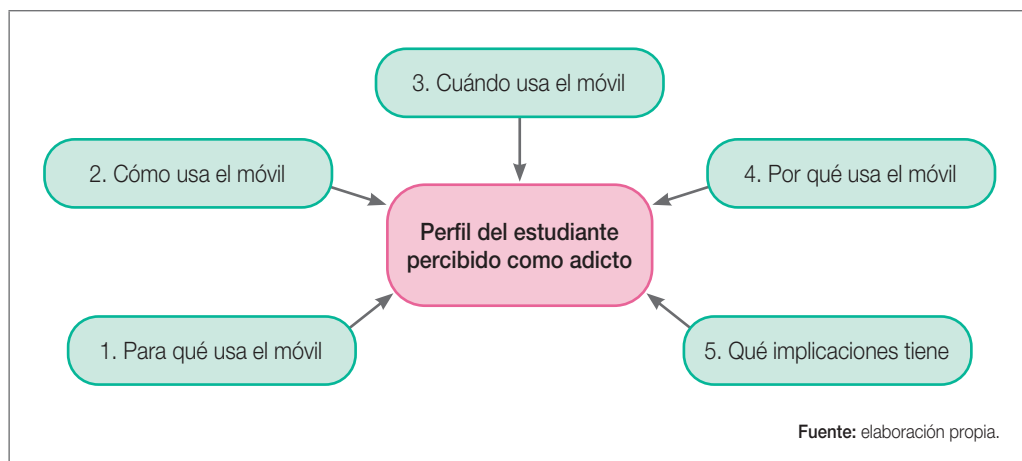 3. Cuándo usa el móvil
2. Cómo usa el móvil
4. Por qué usa el móvil
Perfil del estudiante
percibido como adicto
1. Para qué usa el móvil
5. Qué implicaciones tiene
Fuente: elaboración propia.